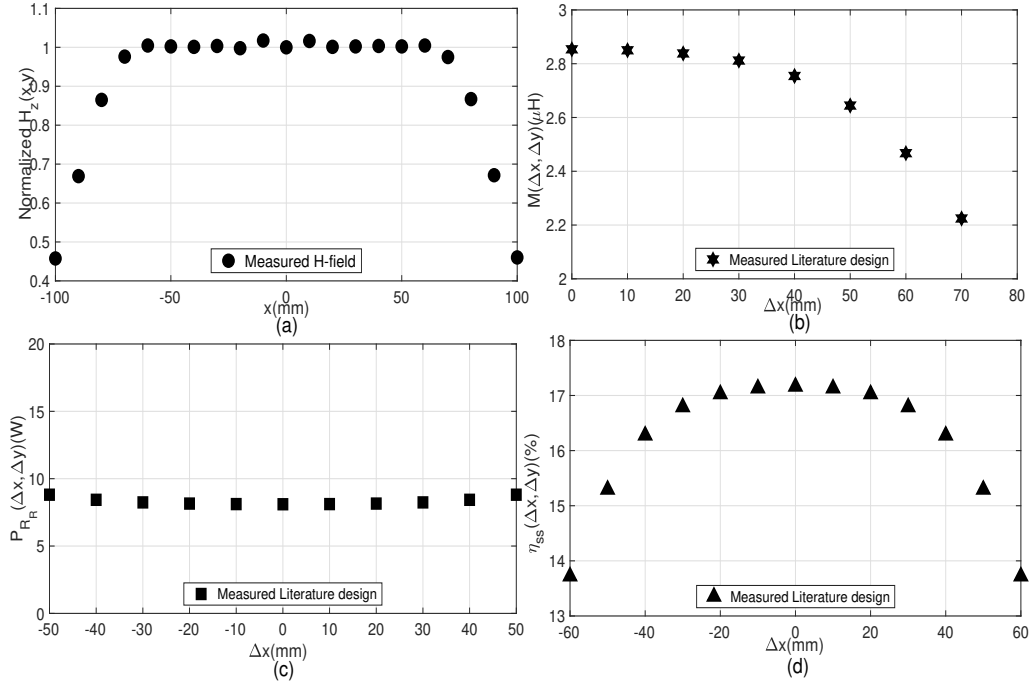 Normalized H_z(x,y)
1.1
1
0.9
0.8
0.7
0.6
0.5
0.4
Measured H-field
-100 -50 0 50 100
x(mm)
(a)
M(Δx, Δy)(μH)
3
2.8
2.6
2.4
2.2
2
Measured Literature design
0 10 20 30 40 50 60 70 80
Δx(mm)
(b)
P_{R_R}(Δx,Δy)(W)
20
15
10
5
0
Measured Literature design
-50 -40 -30 -20 -10 0 10 20 30 40 50
Δx(mm)
(c)
η_{ss}(Δx, Δy)(%)
18
17
16
15
14
13
Measured Literature design
-60 -40 -20 0 20 40 60
Δx(mm)
(d)